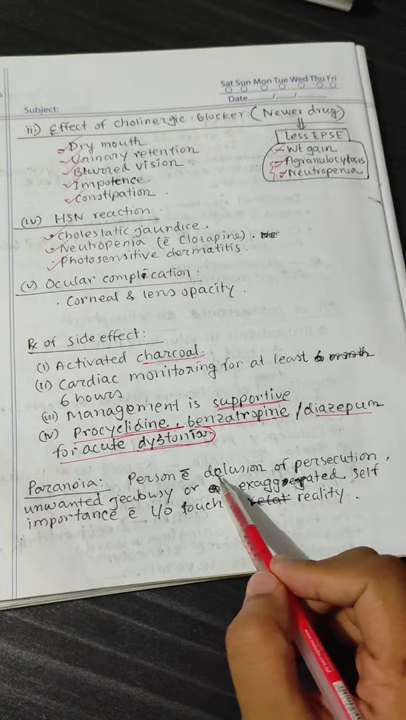 Sat Sun Mon Tue Wed Thu Fri
Subject:
Date / /
iii) Effect of cholinergic blocker (Newer drug)
Less EPSE
Dry mouth
Wt gain
Urinary retention
Agranulocytosis
Blurred vision
Neutropenia
Impotence
Constipation
(iv) HSN reaction
Cholestatic jaundice.
Neutropenia (c̄ Clozapine).
Photosensitive dermatitis.
(v) Ocular complication:
. Corneal & lens opacity.
Rx of side effect:
(i) Activated charcoal
(ii) Cardiac monitoring for at least
6 hours
(iii) Management is supportive
(iv) Procyclidine, benzatropine / diazepam
for acute dystonia
Paranoia: Person c̄ delusion of persecution.
unwanted jealousy or exaggerated self
importance c̄ touch reality.